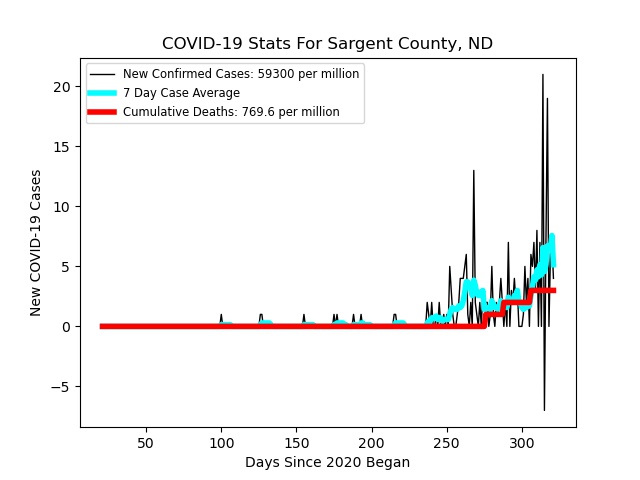 COVID-19 Stats For Sargent County, ND
New Confirmed Cases: 59300 per million
7 Day Case Average
Cumulative Deaths: 769.6 per million
New COVID-19 Cases
20
15
10
5
0
−5
50
100
150
200
250
300
Days Since 2020 Began